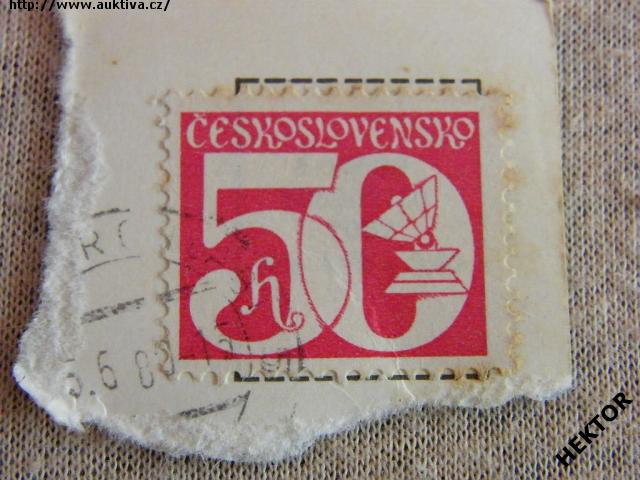 http://www.auktiva.cz/
ČESKOSLOVENSKO
50
h
HEKTOR